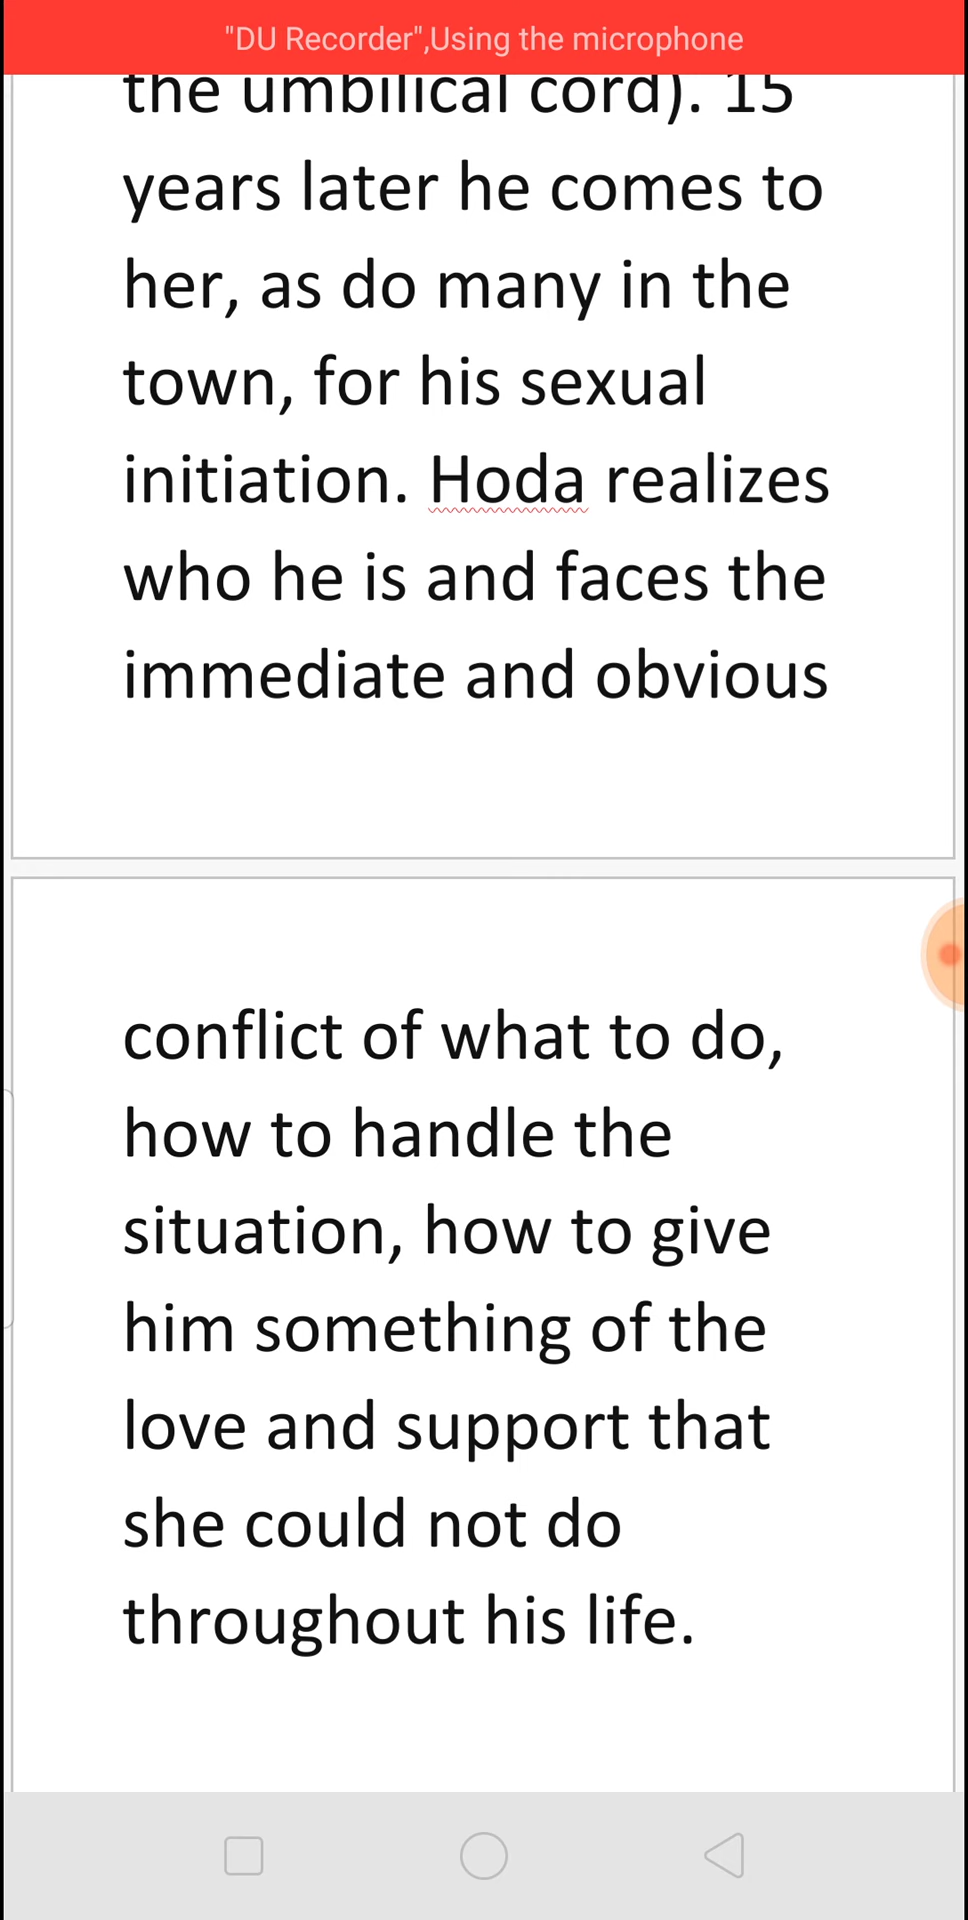 "DU Recorder",Using the microphone
the umbilical cord). 15
years later he comes to
her, as do many in the
town, for his sexual
initiation. Hoda realizes
who he is and faces the
immediate and obvious
conflict of what to do,
how to handle the
situation, how to give
him something of the
love and support that
she could not do
throughout his life.